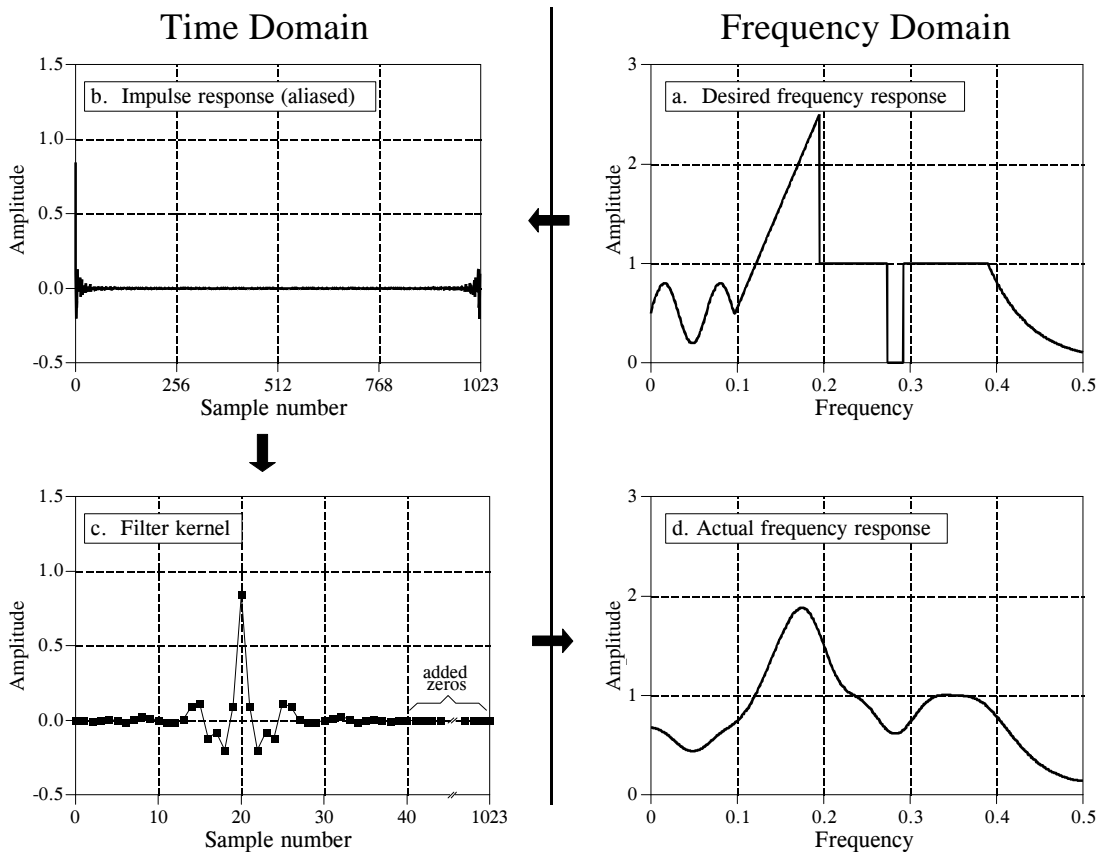 Time Domain
Frequency Domain
1.5
1.0
0.5
0.0
-0.5
Amplitude
b. Impulse response (aliased)
0 256 512 768 1023
Sample number
3
2
1
0
Amplitude
a. Desired frequency response
0 0.1 0.2 0.3 0.4 0.5
Frequency
1.5
1.0
0.5
0.0
-0.5
Amplitude
c. Filter kernel
added
zeros
0 10 20 30 40 1023
Sample number
3
2
1
0
Amplitude
d. Actual frequency response
0 0.1 0.2 0.3 0.4 0.5
Frequency